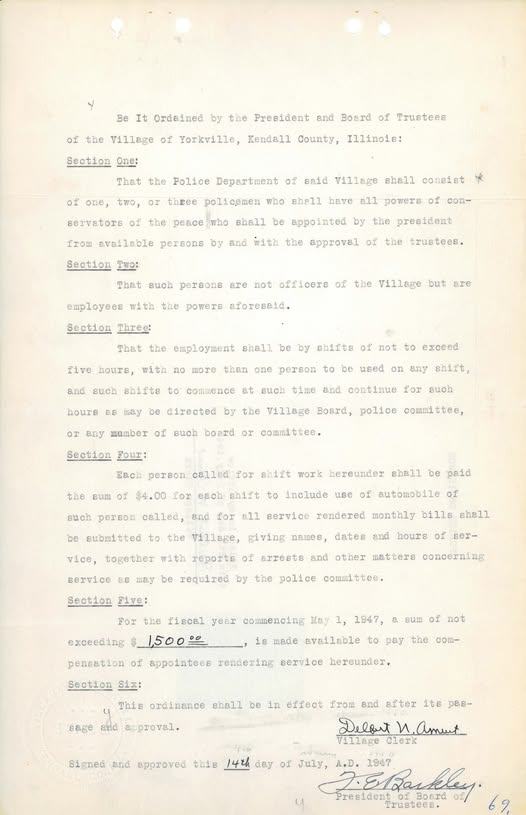 Be It Ordained by the President and Board of Trustees
of the Village of Yorkville, Kendall County, Illinois:
Section One:
That the Police Department of said Village shall consist *
of one, two, or three policemen who shall have all powers of con-
servators of the peace who shall be appointed by the president
from available persons by and with the approval of the trustees.
Section Two:
That such persons are not officers of the Village but are
employees with the powers aforesaid.
Section Three:
That the employment shall be by shifts of not to exceed
five hours, with no more than one person to be used on any shift,
and such shifts to commence at such time and continue for such
hours as may be directed by the Village Board, police committee,
or any member of such board or committee.
Section Four:
Each person called for shift work hereunder shall be paid
the sum of $4.00 for each shift to include use of automobile of
such person called, and for all service rendered monthly bills shall
be submitted to the Village, giving names, dates and hours of ser-
vice, together with reports of arrests and other matters concerning
service as may be required by the police committee.
Section Five:
For the fiscal year commencing May 1, 1947, a sum of not
exceeding $ 1,500 00 , is made available to pay the com-
pensation of appointees rendering service hereunder.
Section Six:
This ordinance shall be in effect from and after its pas-
sage and approval.
Delbert N. Ament
Village Clerk
Signed and approved this 14th day of July, A.D. 1947
F. E. Barkley.
President of Board of
Trustees.
69.